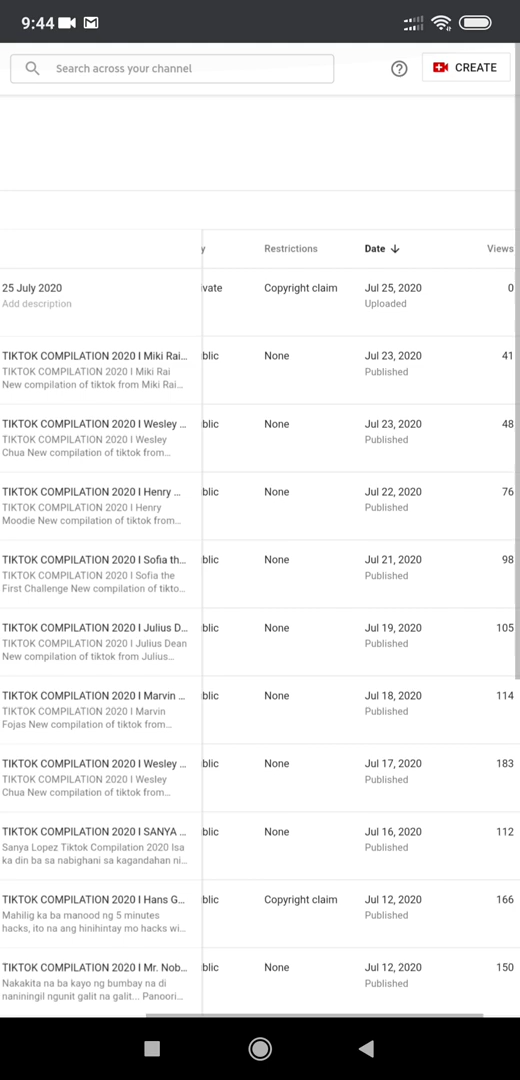 9:44
Search across your channel
CREATE
y Restrictions Date Views
25 July 2020 ivate Copyright claim Jul 25, 2020 0
Add description Uploaded
TIKTOK COMPILATION 2020 I Miki Rai... blic None Jul 23, 2020 41
TIKTOK COMPILATION 2020 I Miki Rai Published
New compilation of tiktok from Miki Rai...
TIKTOK COMPILATION 2020 I Wesley ... blic None Jul 23, 2020 48
TIKTOK COMPILATION 2020 I Wesley Published
Chua New compilation of tiktok from...
TIKTOK COMPILATION 2020 I Henry ... blic None Jul 22, 2020 76
TIKTOK COMPILATION 2020 I Henry Published
Moodie New compilation of tiktok from...
TIKTOK COMPILATION 2020 I Sofia th... blic None Jul 21, 2020 98
TIKTOK COMPILATION 2020 I Sofia the Published
First Challenge New compilation of tikto...
TIKTOK COMPILATION 2020 I Julius D... blic None Jul 19, 2020 105
TIKTOK COMPILATION 2020 I Julius Dean Published
New compilation of tiktok from Julius...
TIKTOK COMPILATION 2020 I Marvin ... blic None Jul 18, 2020 114
TIKTOK COMPILATION 2020 I Marvin Published
Fojas New compilation of tiktok from...
TIKTOK COMPILATION 2020 I Wesley ... blic None Jul 17, 2020 183
TIKTOK COMPILATION 2020 I Wesley Published
Chua New compilation of tiktok from...
TIKTOK COMPILATION 2020 I SANYA ... blic None Jul 16, 2020 112
Sanya Lopez Tiktok Compilation 2020 Isa Published
ka din ba sa nabighani sa kagandahan ni...
TIKTOK COMPILATION 2020 I Hans G... blic Copyright claim Jul 12, 2020 166
Mahilig ka ba manood ng 5 minutes Published
hacks, ito na ang hinihintay mo hacks wi...
TIKTOK COMPILATION 2020 I Mr. Nob... blic None Jul 12, 2020 150
Nakakita na ba kayo ng bumbay na di Published
naniningil ngunit galit na galit... Panoori...